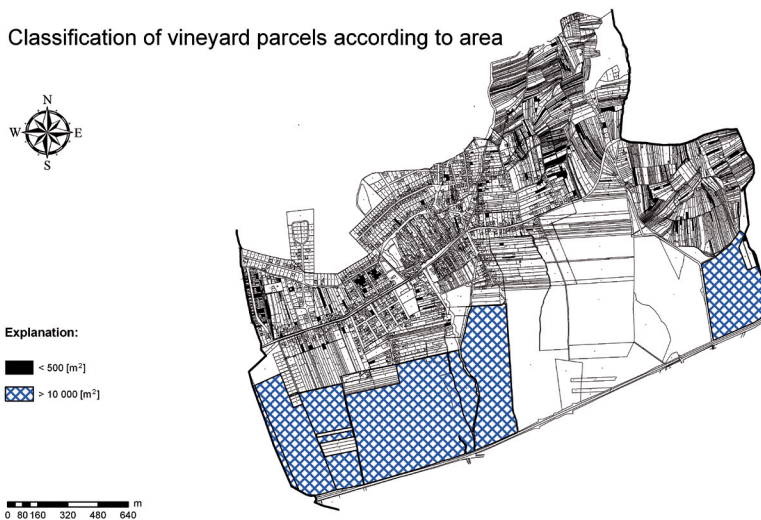 Classification of vineyard parcels according to area
N
W E
S
Explanation:
< 500 [m²]
> 10 000 [m²]
m
0 80 160 320 480 640